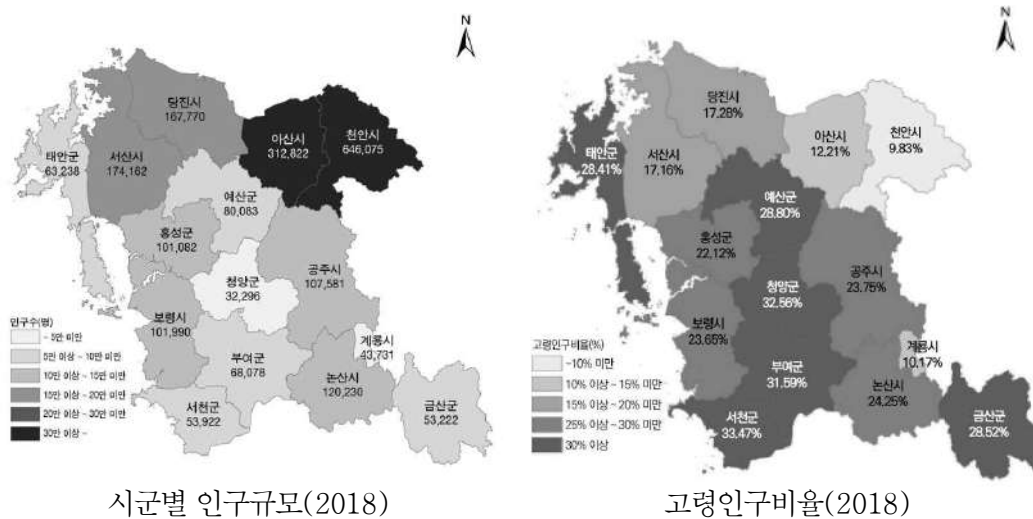 N
당진시
167,770
아산시
312,822
천안시
646,075
태안군
63,238
서산시
174,162
예산군
80,083
홍성군
101,082
공주시
107,581
청양군
32,296
보령시
101,990
계룡시
43,731
부여군
68,078
논산시
120,230
서천군
53,922
금산군
53,222
인구수(명)
~ 5만 미만
5만 이상 ~ 10만 미만
10만 이상 ~ 15만 미만
15만 이상 ~ 20만 미만
20만 이상 ~ 30만 미만
30만 이상 ~
시군별 인구규모(2018)
N
당진시
17.28%
아산시
12.21%
천안시
9.83%
태안군
28.41%
서산시
17.16%
예산군
28.80%
홍성군
22.12%
공주시
23.75%
청양군
32.56%
보령시
23.65%
계룡시
10.17%
부여군
31.59%
논산시
24.25%
서천군
33.47%
금산군
28.52%
고령인구비율(%)
~10% 미만
10% 이상 ~ 15% 미만
15% 이상 ~ 20% 미만
25% 이상 ~ 30% 미만
30% 이상
고령인구비율(2018)